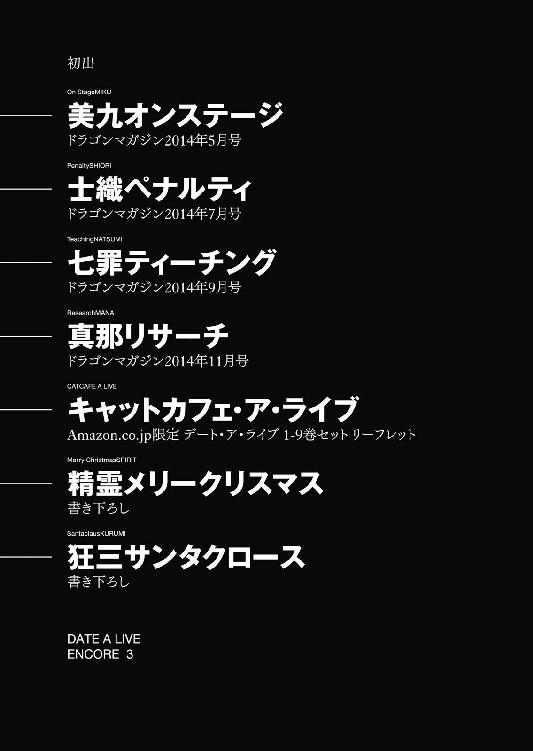 初出
On StageMIKU
美九オンステージ
ドラゴンマガジン2014年5月号
PenaltySHIORI
士織ペナルティ
ドラゴンマガジン2014年7月号
TeachingNATSUMI
七罪ティーチング
ドラゴンマガジン2014年9月号
ResearchMANA
真那リサーチ
ドラゴンマガジン2014年11月号
CATCAFE A LIVE
キャットカフェ・ア・ライブ
Amazon.co.jp限定 デート・ア・ライブ 1-9巻セットリーフレット
Merry ChristmasSPIRIT
精霊メリークリスマス
書き下ろし
SantaclausKURUMI
狂三サンタクロース
書き下ろし
DATE A LIVE
ENCORE 3